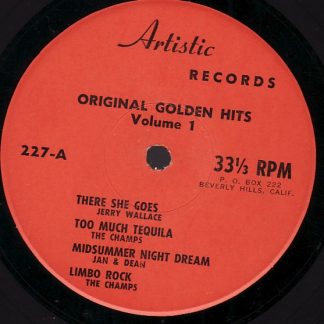 Artistic
RECORDS
ORIGINAL GOLDEN HITS
Volume 1
227-A
33⅓ RPM
P. O. BOX 222
BEVERLY HILLS, CALIF.
THERE SHE GOES
JERRY WALLACE
TOO MUCH TEQUILA
THE CHAMPS
MIDSUMMER NIGHT DREAM
JAN & DEAN
LIMBO ROCK
THE CHAMPS